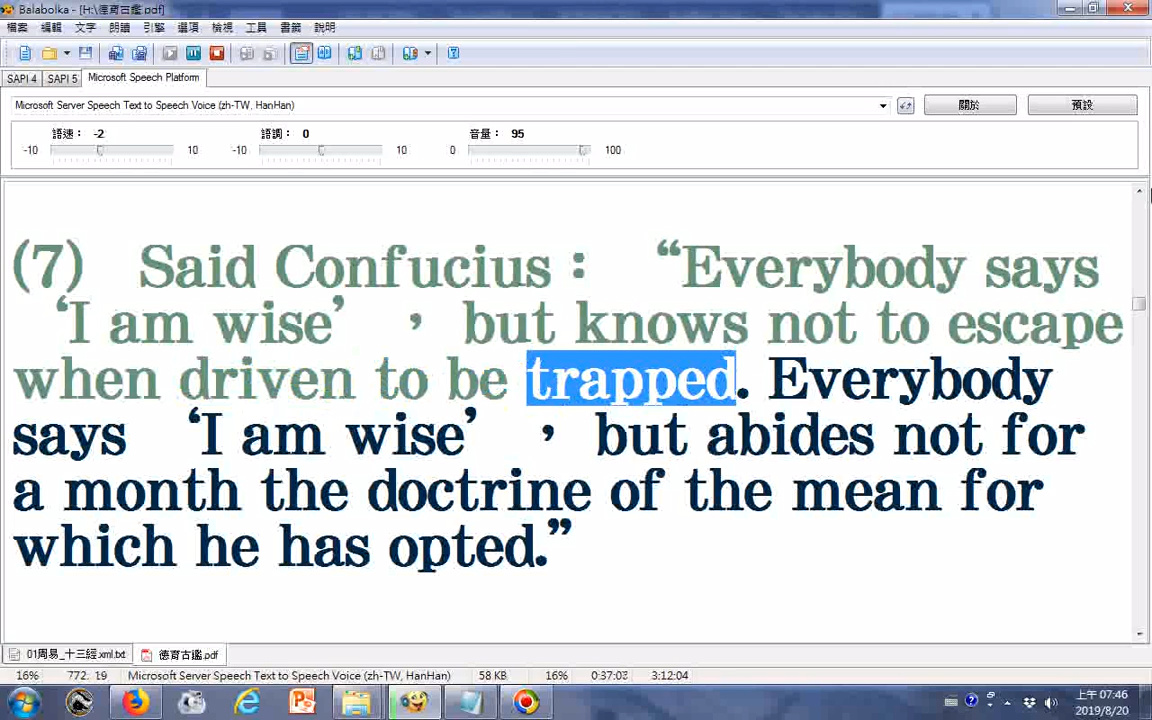 Balabolka - [H:\德育古鑑.pdf]
檔案 編輯 文字 朗讀 引擎 選項 檢視 工具 書籤 說明
SAPI 4 SAPI 5 Microsoft Speech Platform
Microsoft Server Speech Text to Speech Voice (zh-TW, HanHan) 關於 預設
語速： -2 語調： 0 音量： 95
-10 10 -10 10 0 100
(7) Said Confucius： “Everybody says
‘I am wise’ ， but knows not to escape
when driven to be trapped. Everybody
says ‘I am wise’ ， but abides not for
a month the doctrine of the mean for
which he has opted.”
01周易_十三經.xml.txt 德育古鑑.pdf
16% 772: 19 Microsoft Server Speech Text to Speech Voice (zh-TW, HanHan) 58 KB 16% 0:37:03 3:12:04
上午 07:46
2019/8/20